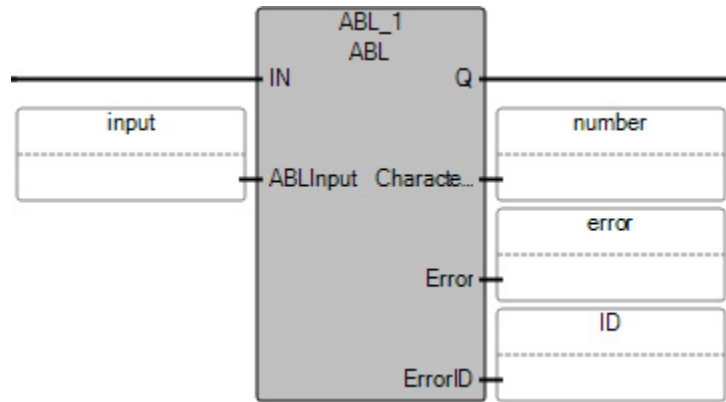 ABL_1
ABL
IN Q
input number
ABLInput Characte...
error
Error
ID
ErrorID